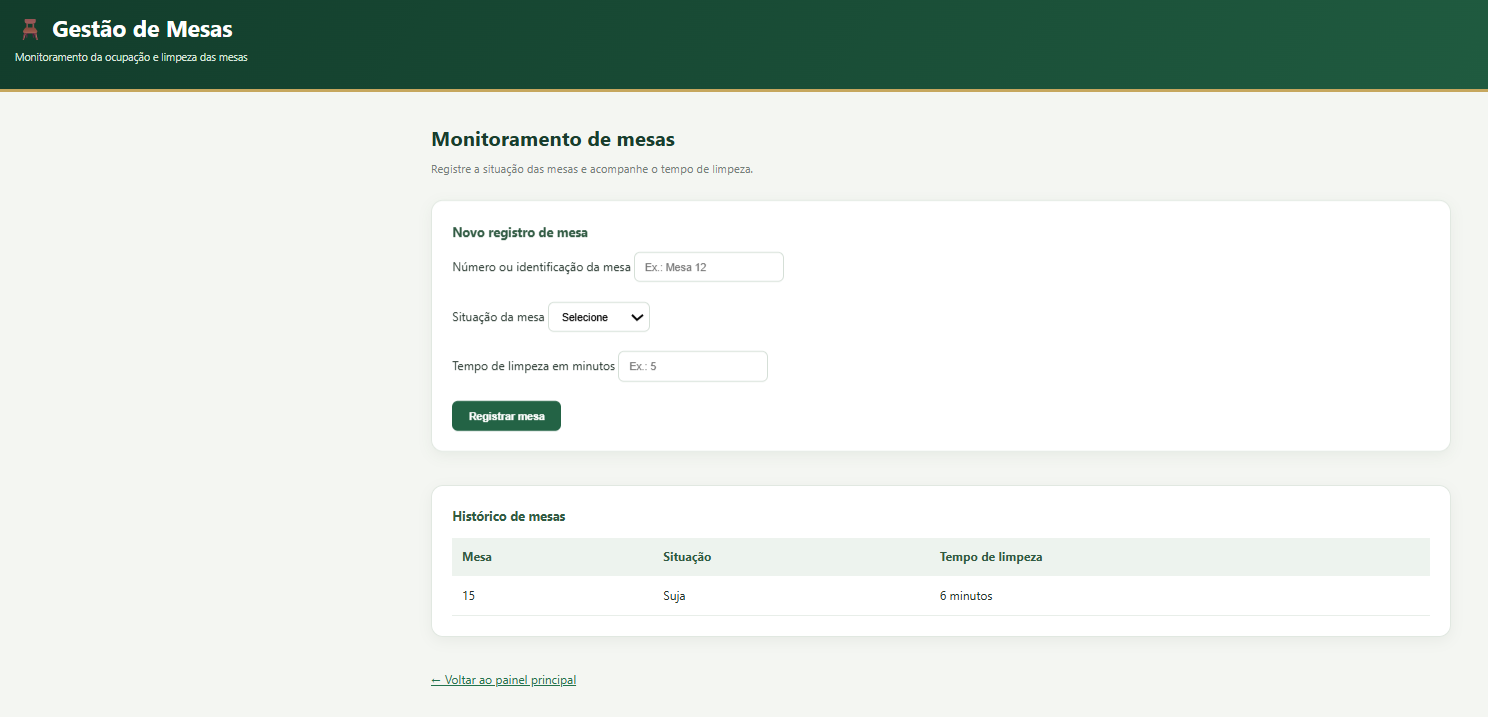 Gestão de Mesas
Monitoramento da ocupação e limpeza das mesas
Monitoramento de mesas
Registre a situação das mesas e acompanhe o tempo de limpeza.
Novo registro de mesa
Número ou identificação da mesa Ex.: Mesa 12
Situação da mesa Selecione
Tempo de limpeza em minutos Ex.: 5
Registrar mesa
Histórico de mesas
Mesa Situação Tempo de limpeza
15 Suja 6 minutos
← Voltar ao painel principal